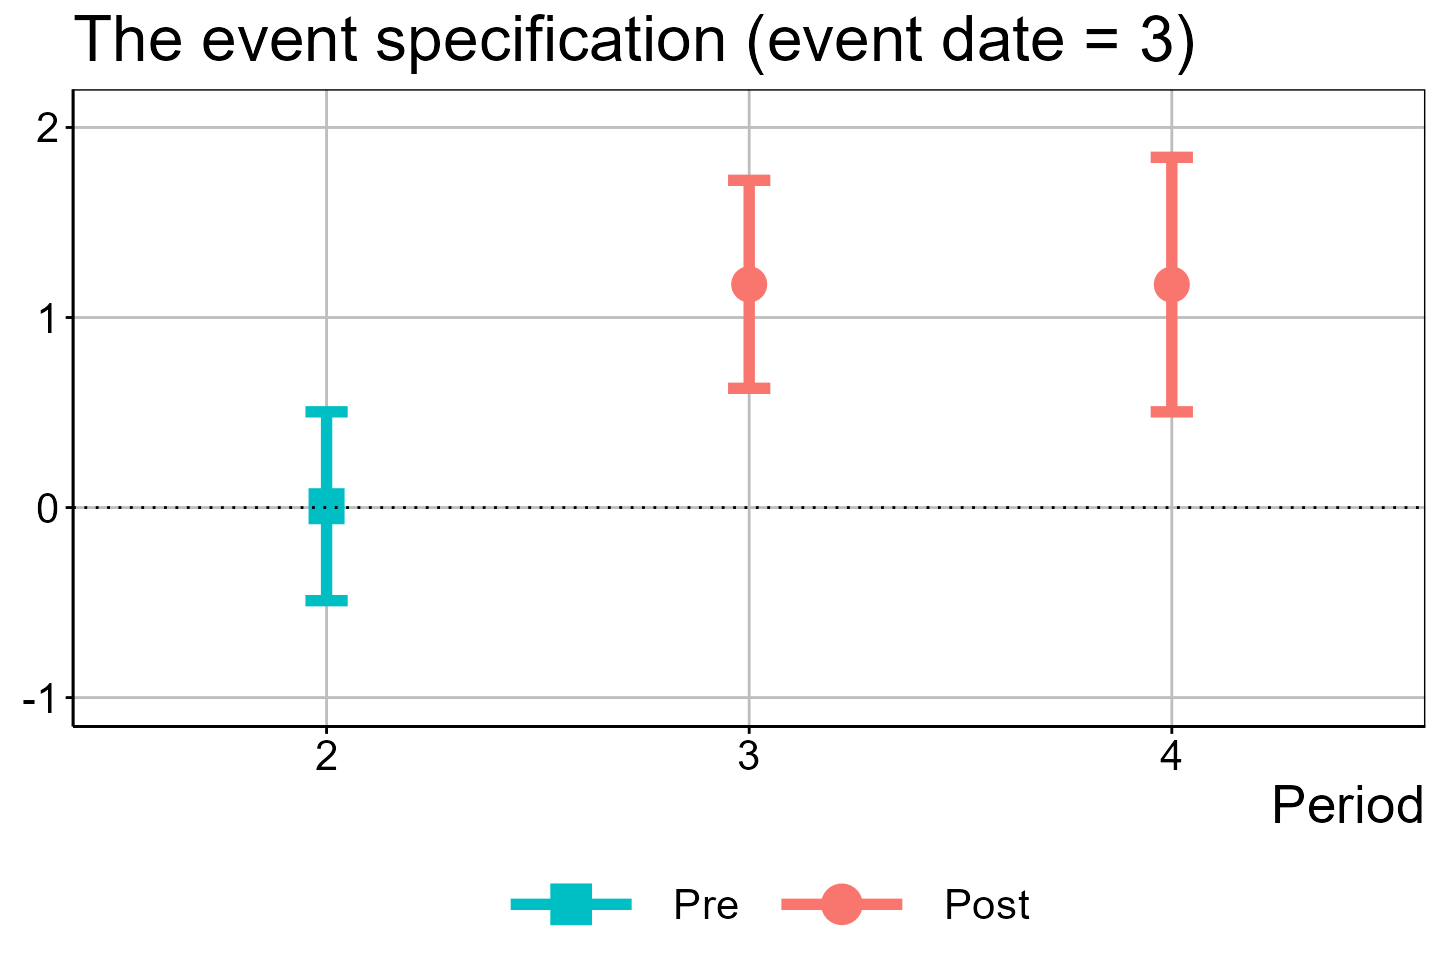 The event specification (event date = 3)
2
1
0
-1
2 3 4
Period
Pre Post